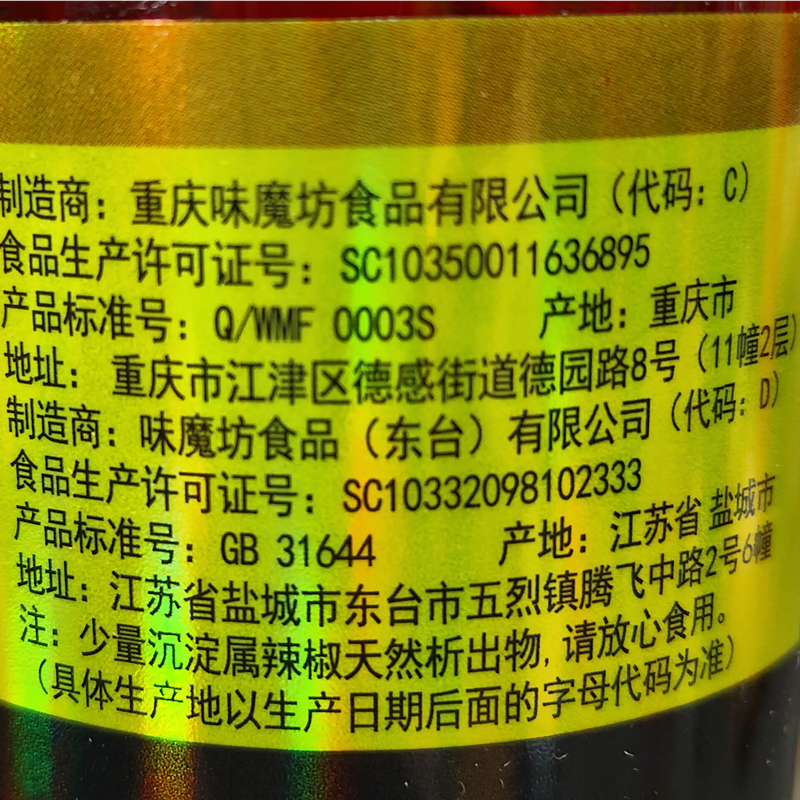 制造商：重庆味魔坊食品有限公司（代码：C）
食品生产许可证号：SC10350011636895
产品标准号：Q/WMF 0003S 产地：重庆市
地址：重庆市江津区德感街道德园路8号（11幢2层）
制造商：味魔坊食品（东台）有限公司（代码：D）
食品生产许可证号：SC10332098102333
产品标准号：GB 31644 产地：江苏省盐城市
地址：江苏省盐城市东台市五烈镇腾飞中路2号6幢
注：少量沉淀属辣椒天然析出物，请放心食用。
（具体生产地以生产日期后面的字母代码为准）